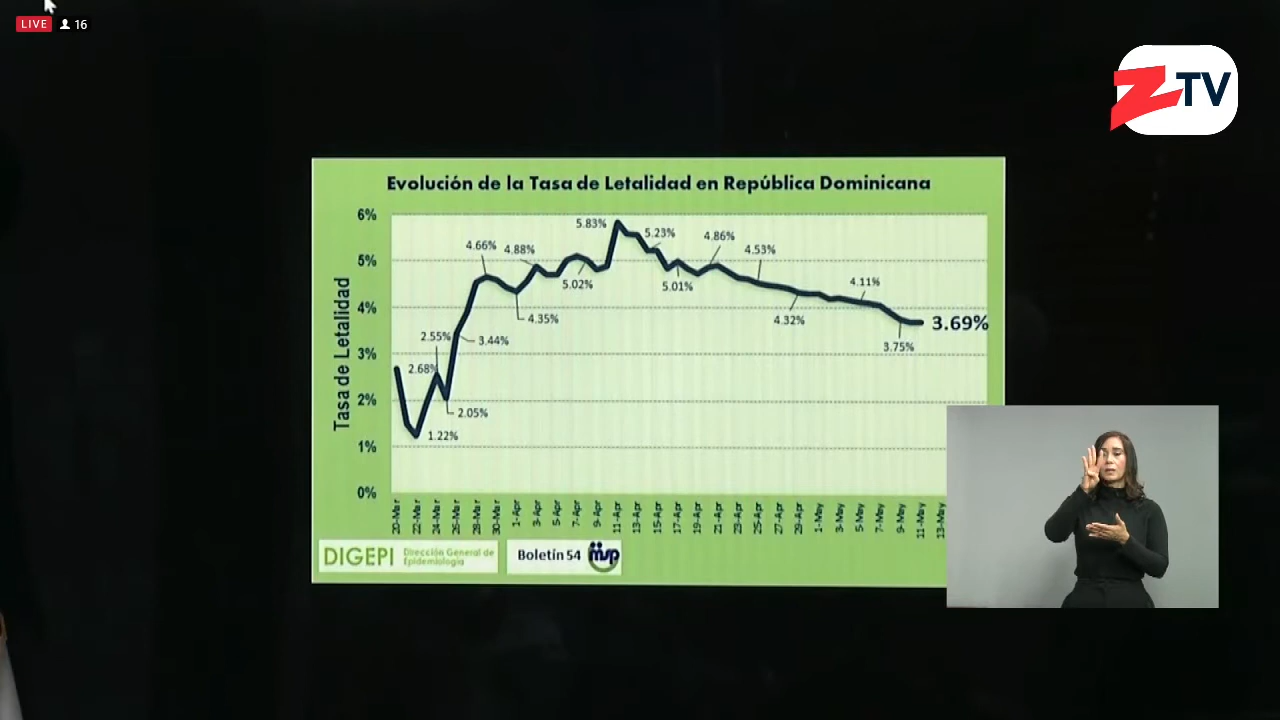 LIVE 16
Z TV
Evolución de la Tasa de Letalidad en República Dominicana
Tasa de Letalidad
6%
5%
4%
3%
2%
1%
0%
2.68%
1.22%
2.55%
2.05%
3.44%
4.66%
4.35%
4.88%
5.02%
5.83%
5.23%
5.01%
4.86%
4.53%
4.32%
4.11%
3.75%
3.69%
20-Mar
22-Mar
24-Mar
26-Mar
28-Mar
30-Mar
1-Apr
3-Apr
5-Apr
7-Apr
9-Apr
11-Apr
13-Apr
15-Apr
17-Apr
19-Apr
21-Apr
23-Apr
25-Apr
27-Apr
29-Apr
1-May
3-May
5-May
7-May
9-May
11-May
13-May
DIGEPI Dirección General de
Epidemiología
Boletín 54 msp